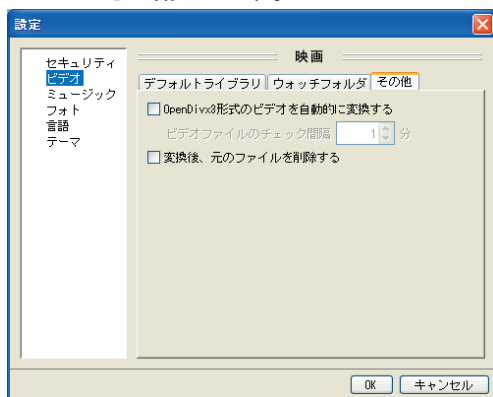 設定
セキュリティ
ビデオ
ミュージック
フォト
言語
テーマ
映画
デフォルトライブラリ ウォッチフォルダ その他
OpenDivx3形式のビデオを自動的に変換する
ビデオファイルのチェック間隔 1 分
変換後、元のファイルを削除する
OK キャンセル